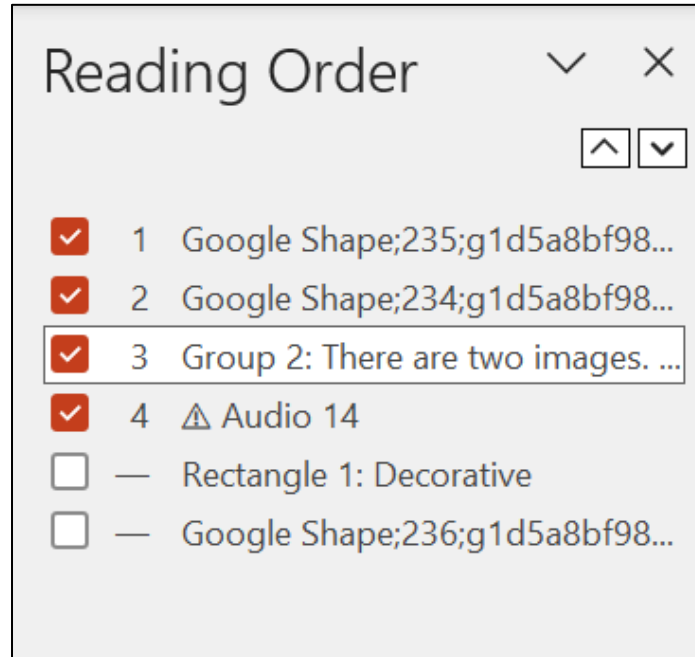 Reading Order
1 Google Shape;235;g1d5a8bf98...
2 Google Shape;234;g1d5a8bf98...
3 Group 2: There are two images. ...
4 ⚠ Audio 14
— Rectangle 1: Decorative
— Google Shape;236;g1d5a8bf98...